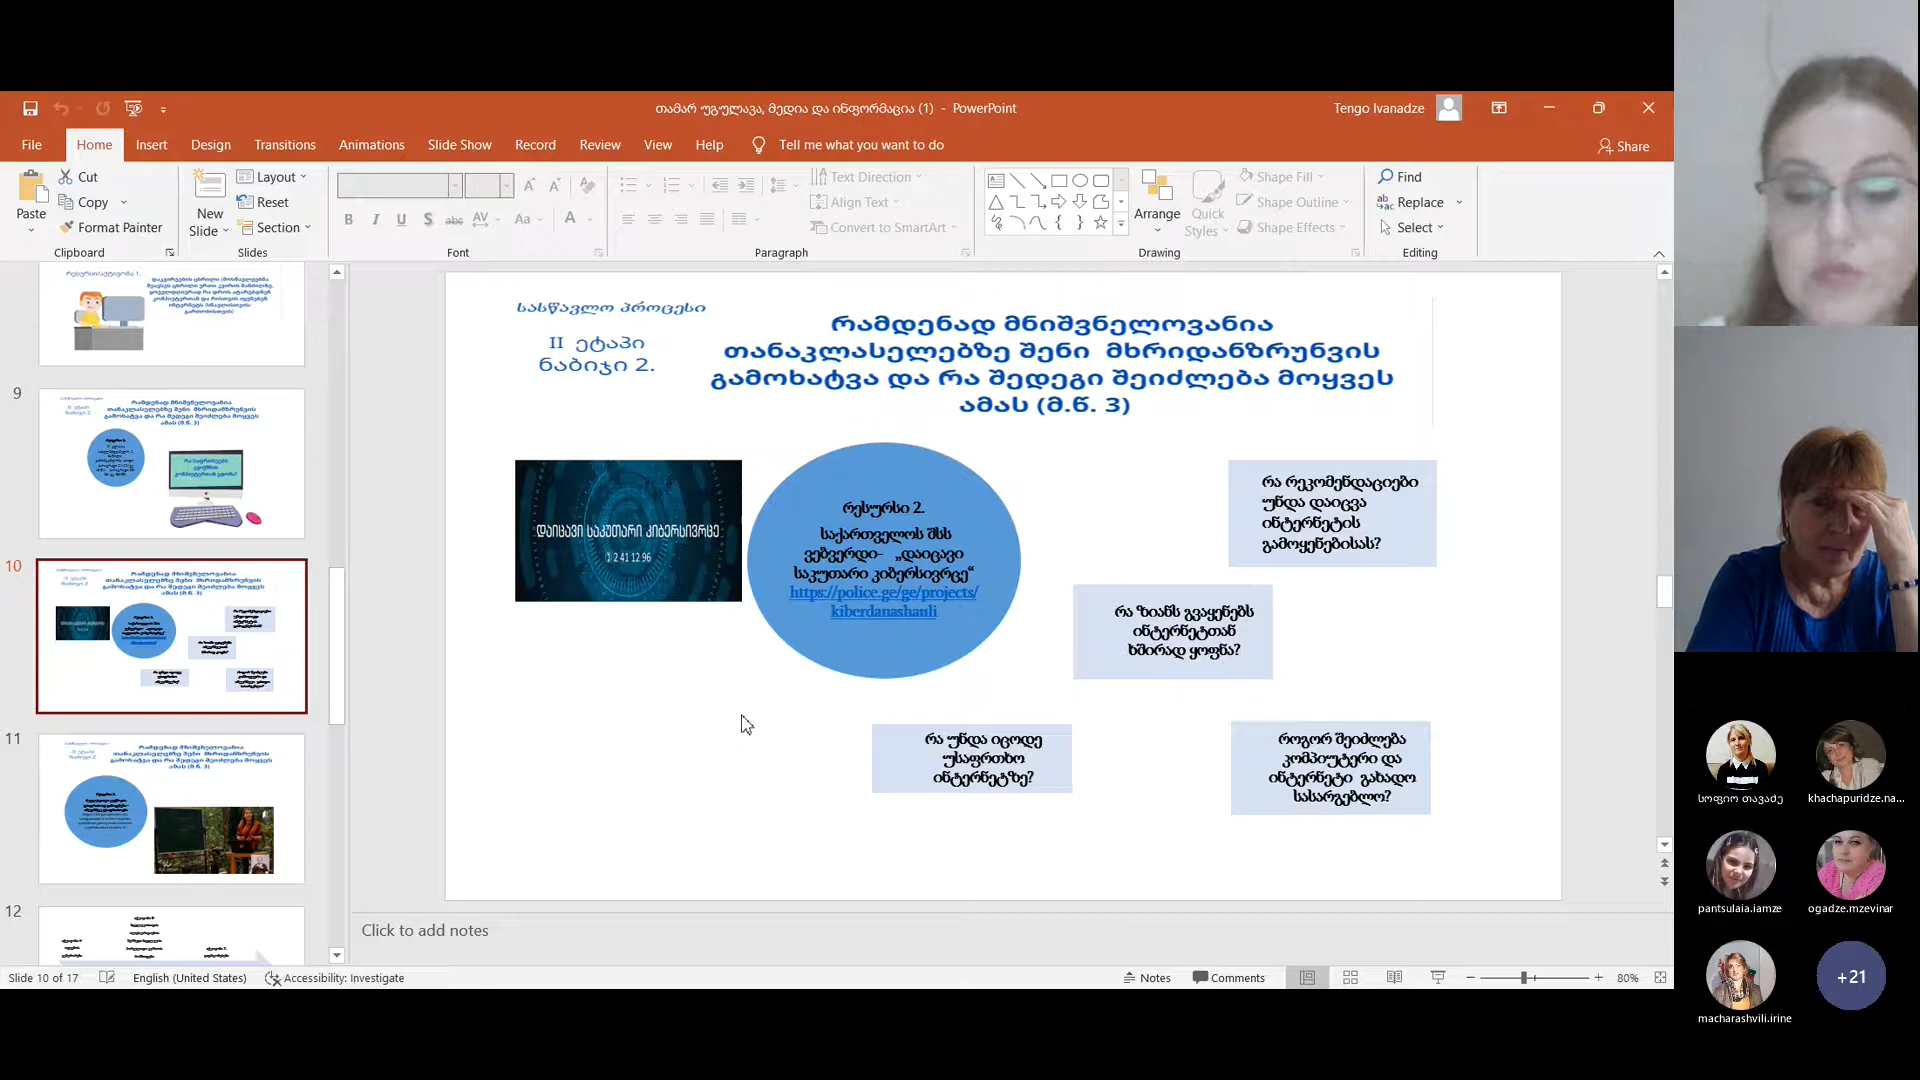 თამარ უგულავა, მედია და ინფორმაცია (1) - PowerPoint
Tengo Ivanadze
File Home Insert Design Transitions Animations Slide Show Record Review View Help Tell me what you want to do
Share
Paste
Cut
Copy
Format Painter
Clipboard
New
Slide
Layout
Reset
Section
Slides
Font
Text Direction
Align Text
Convert to SmartArt
Paragraph
Arrange
Quick
Styles
Shape Fill
Shape Outline
Shape Effects
Drawing
Find
Replace
Select
Editing
9
10
11
12
სასწავლო პროცესი
II ეტაპი
ნაბიჯი 2.
რამდენად მნიშვნელოვანია
თანაკლასელებზე შენი მხრიდანზრუნვის
გამოხატვა და რა შედეგი შეიძლება მოყვეს
ამას (მ.წ. 3)
დაიცავი საკუთარი კიბერსივრცე
1 2 41 12 96
რესურსი 2.
საქართველოს შსს
ვებვერდი- „დაიცავი
საკუთარი კიბერსივრცე“
https://police.ge/ge/projects/
kiberdanashauli
რა რეკომენდაციები
უნდა დაიცვა
ინტერნეტის
გამოყენებისას?
რა ზიანს გვაყენებს
ინტერნეტთან
ხშირად ყოფნა?
რა უნდა იცოდე
უსაფრთხო
ინტერნეტზე?
როგორ შეიძლება
კომპიუტერი და
ინტერნეტი გახადო
სასარგებლო?
Click to add notes
Slide 10 of 17
English (United States)
Accessibility: Investigate
Notes
Comments
80%
სოფიო თავაძე
khachapuridze.na...
pantsulaia.iamze
ogadze.mzevinar
macharashvili.irine
+21